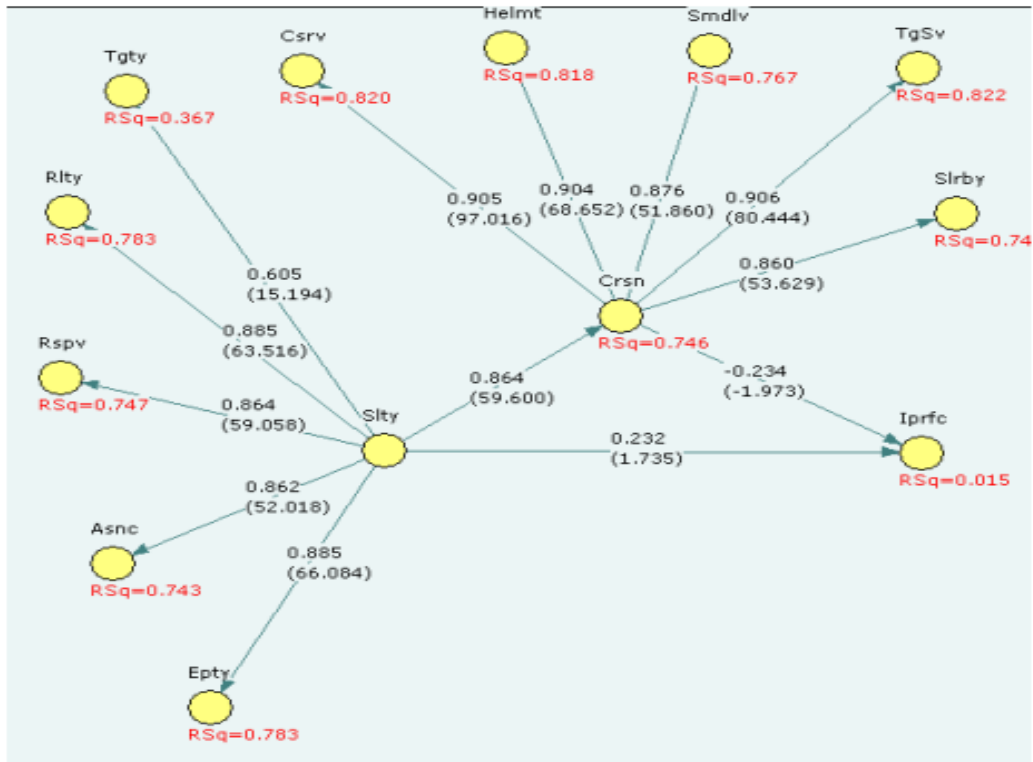 Helmt
Smdlv
TgSv
Csrv
Tgty
RSq=0.818
RSq=0.767
RSq=0.820
RSq=0.822
RSq=0.367
Rlty
Slrby
RSq=0.783
RSq=0.74
0.905
(97.016)
0.904
(68.652)
0.876
(51.860)
0.906
(80.444)
0.605
(15.194)
0.860
(53.629)
Crsn
RSq=0.746
0.885
(63.516)
Rspv
RSq=0.747
0.864
(59.058)
0.864
(59.600)
-0.234
(-1.973)
Slty
Iprfc
0.232
(1.735)
RSq=0.015
0.862
(52.018)
Asnc
RSq=0.743
0.885
(66.084)
Epty
RSq=0.783